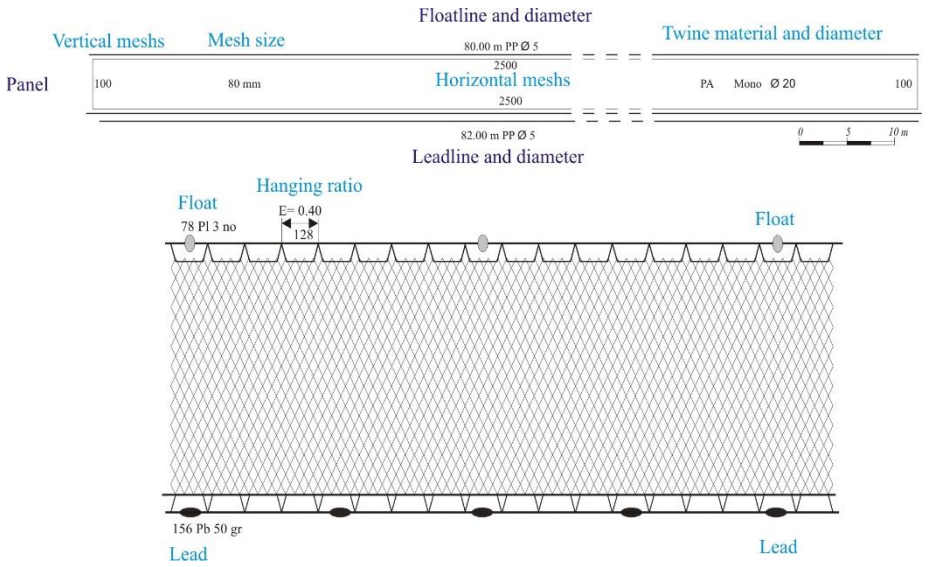 Floatline and diameter
Vertical meshs
Mesh size
80.00 m PP Ø 5
Twine material and diameter
2500
Panel
100
80 mm
Horizontal meshs
PA Mono Ø 20
100
2500
82.00 m PP Ø 5
0 5 10 m
Leadline and diameter
Hanging ratio
Float
E= 0.40
Float
78 Pl 3 no
128
156 Pb 50 gr
Lead
Lead